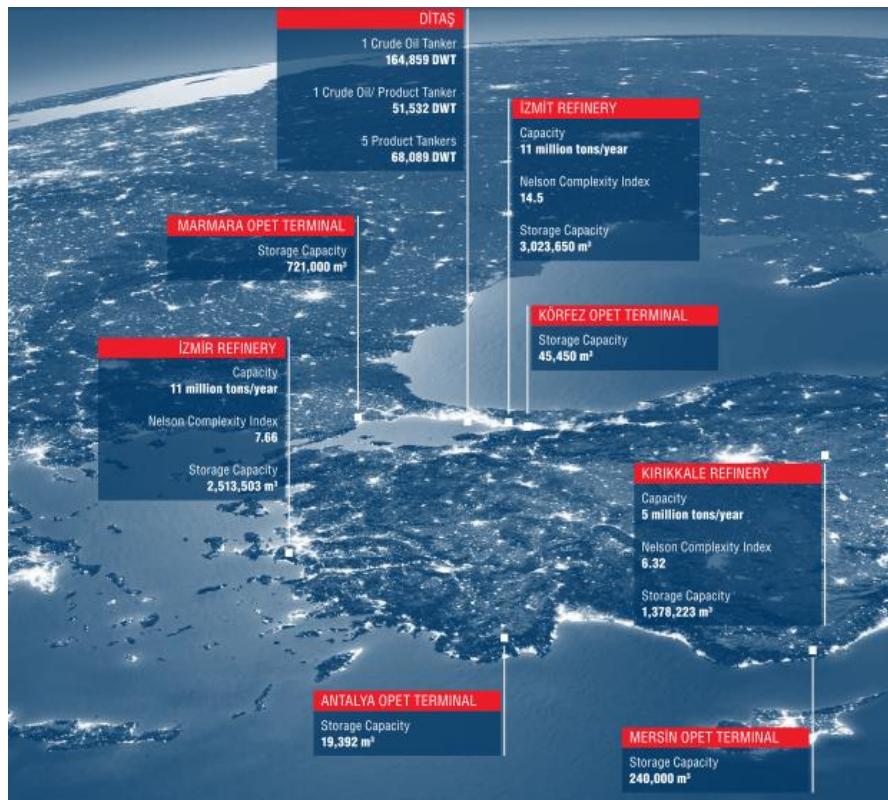 DİTAŞ
1 Crude Oil Tanker
164,859 DWT
1 Crude Oil/ Product Tanker
51,532 DWT
5 Product Tankers
68,089 DWT
İZMİT REFINERY
Capacity
11 million tons/year
Nelson Complexity Index
14.5
Storage Capacity
3,023,650 m³
MARMARA OPET TERMINAL
Storage Capacity
721,000 m³
KÖRFEZ OPET TERMINAL
Storage Capacity
45,450 m³
İZMİR REFINERY
Capacity
11 million tons/year
Nelson Complexity Index
7.66
Storage Capacity
2,513,503 m³
KIRIKKALE REFINERY
Capacity
5 million tons/year
Nelson Complexity Index
6.32
Storage Capacity
1,378,223 m³
ANTALYA OPET TERMINAL
Storage Capacity
19,392 m³
MERSİN OPET TERMINAL
Storage Capacity
240,000 m³